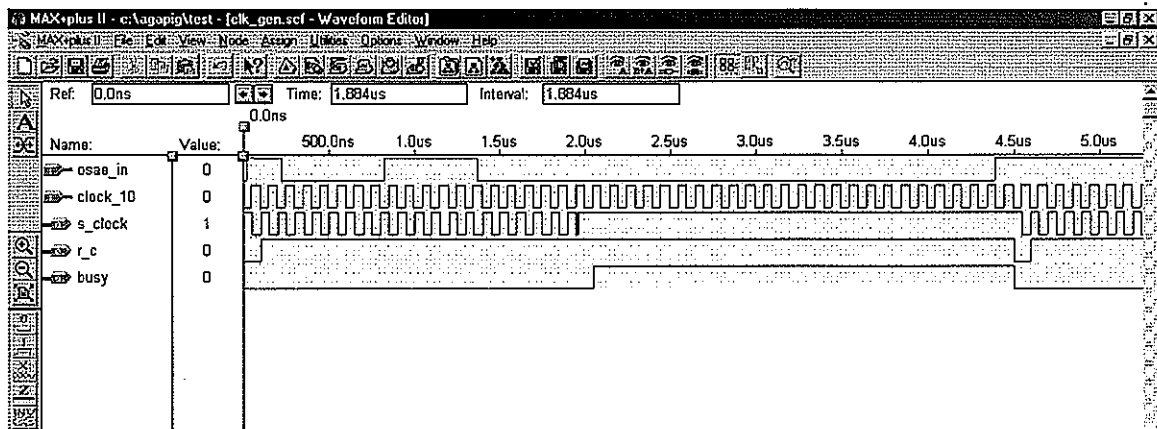 MAX+plus II - c:\agapig\test - [clk_gen.scf - Waveform Editor]
MAX+plus II File Edit View Node Assign Utilities Options Window Help
Ref: 0.0ns Time: 1.884us Interval: 1.884us
0.0ns
Name: Value: 500.0ns 1.0us 1.5us 2.0us 2.5us 3.0us 3.5us 4.0us 4.5us 5.0us
osae_in 0
clock_10 0
s_clock 1
r_c 0
busy 0